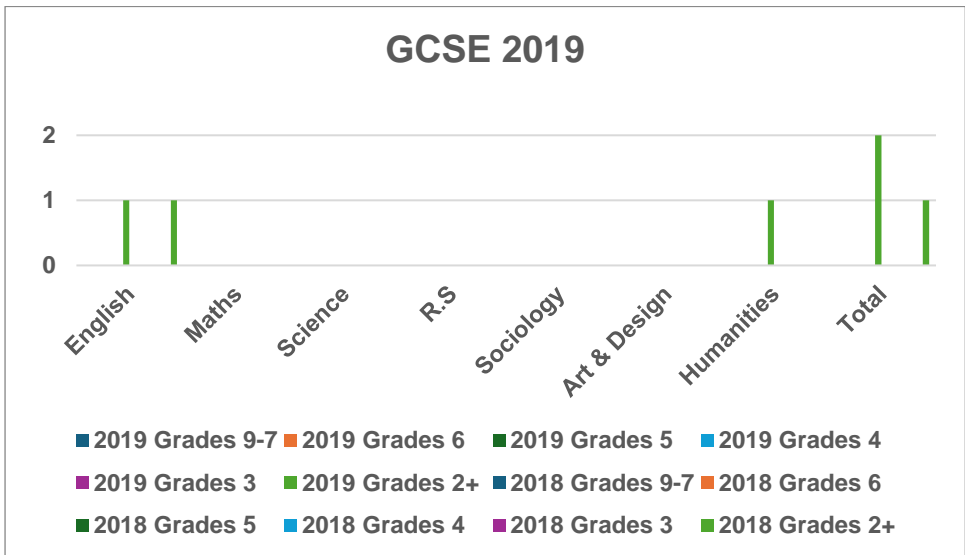 GCSE 2019
2
1
0
English
Maths
Science
R.S
Sociology
Art & Design
Humanities
Total
2019 Grades 9-7 2019 Grades 6 2019 Grades 5 2019 Grades 4
2019 Grades 3 2019 Grades 2+ 2018 Grades 9-7 2018 Grades 6
2018 Grades 5 2018 Grades 4 2018 Grades 3 2018 Grades 2+